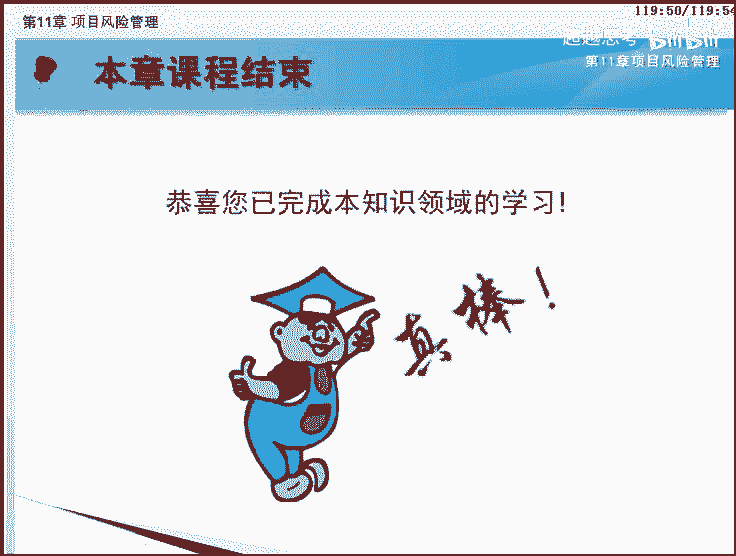 第11章 项目风险管理
119:50/119:54
本章课程结束
第11章项目风险管理
恭喜您已完成本知识领域的学习!
真棒!